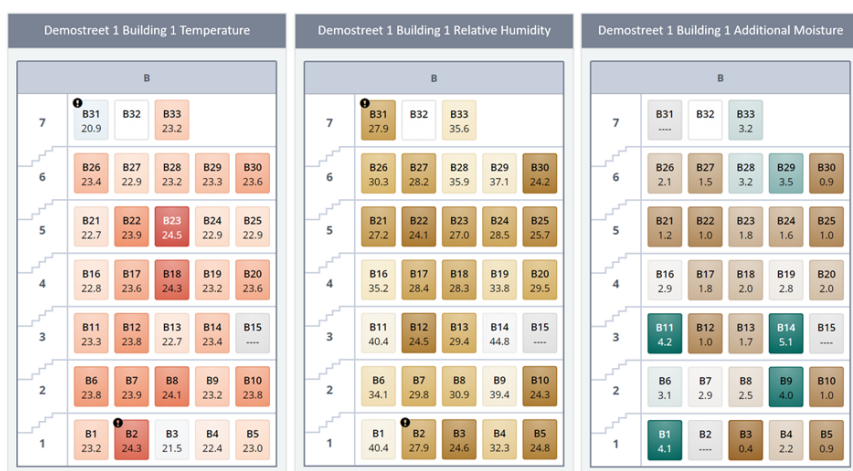 Demostreet 1 Building 1 Temperature
B
7
B31 B32 B33
20.9 23.2
6
B26 B27 B28 B29 B30
23.4 22.9 23.2 23.3 23.6
5
B21 B22 B23 B24 B25
22.7 23.9 24.5 22.9 22.9
4
B16 B17 B18 B19 B20
22.8 23.6 24.3 23.2 23.6
3
B11 B12 B13 B14 B15
23.3 23.8 22.7 23.4 ----
2
B6 B7 B8 B9 B10
23.8 23.9 24.1 23.2 23.8
1
B1 B2 B3 B4 B5
23.2 24.3 21.5 22.4 23.0
Demostreet 1 Building 1 Relative Humidity
B
7
B31 B32 B33
27.9 35.6
6
B26 B27 B28 B29 B30
30.3 28.2 35.9 37.1 24.2
5
B21 B22 B23 B24 B25
27.2 24.1 27.0 28.5 25.7
4
B16 B17 B18 B19 B20
35.2 28.4 28.3 33.8 29.5
3
B11 B12 B13 B14 B15
40.4 24.5 29.4 44.8 ----
2
B6 B7 B8 B9 B10
34.1 29.8 30.9 39.4 24.3
1
B1 B2 B3 B4 B5
40.4 27.9 24.6 32.3 24.8
Demostreet 1 Building 1 Additional Moisture
B
7
B31 B32 B33
---- 3.2
6
B26 B27 B28 B29 B30
2.1 1.5 3.2 3.5 0.9
5
B21 B22 B23 B24 B25
1.2 1.0 1.8 1.6 1.0
4
B16 B17 B18 B19 B20
2.9 1.8 2.0 2.8 2.0
3
B11 B12 B13 B14 B15
4.2 1.0 1.7 5.1 ----
2
B6 B7 B8 B9 B10
3.1 2.9 2.5 4.0 1.0
1
B1 B2 B3 B4 B5
4.1 ---- 0.4 2.2 0.9